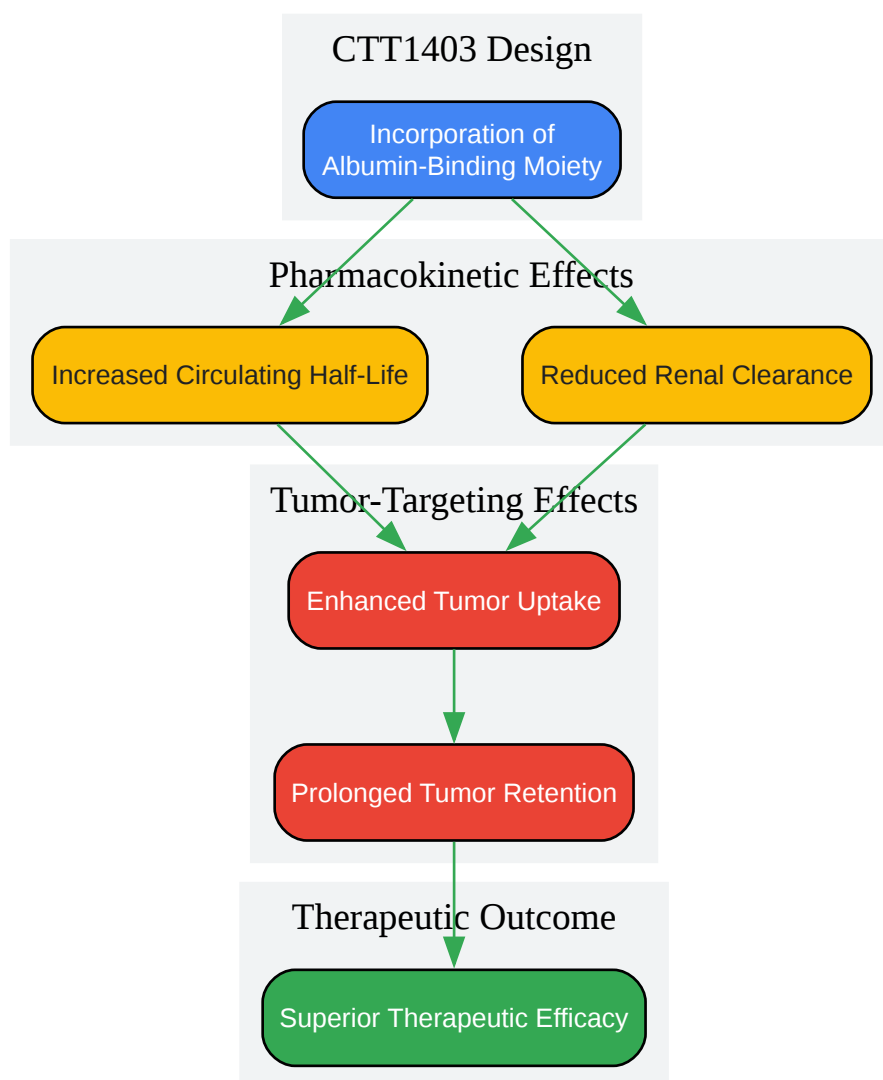 CTT1403 Design
Incorporation of
Albumin-Binding Moiety
Pharmacokinetic Effects
Increased Circulating Half-Life
Reduced Renal Clearance
Tumor-Targeting Effects
Enhanced Tumor Uptake
Prolonged Tumor Retention
Therapeutic Outcome
Superior Therapeutic Efficacy